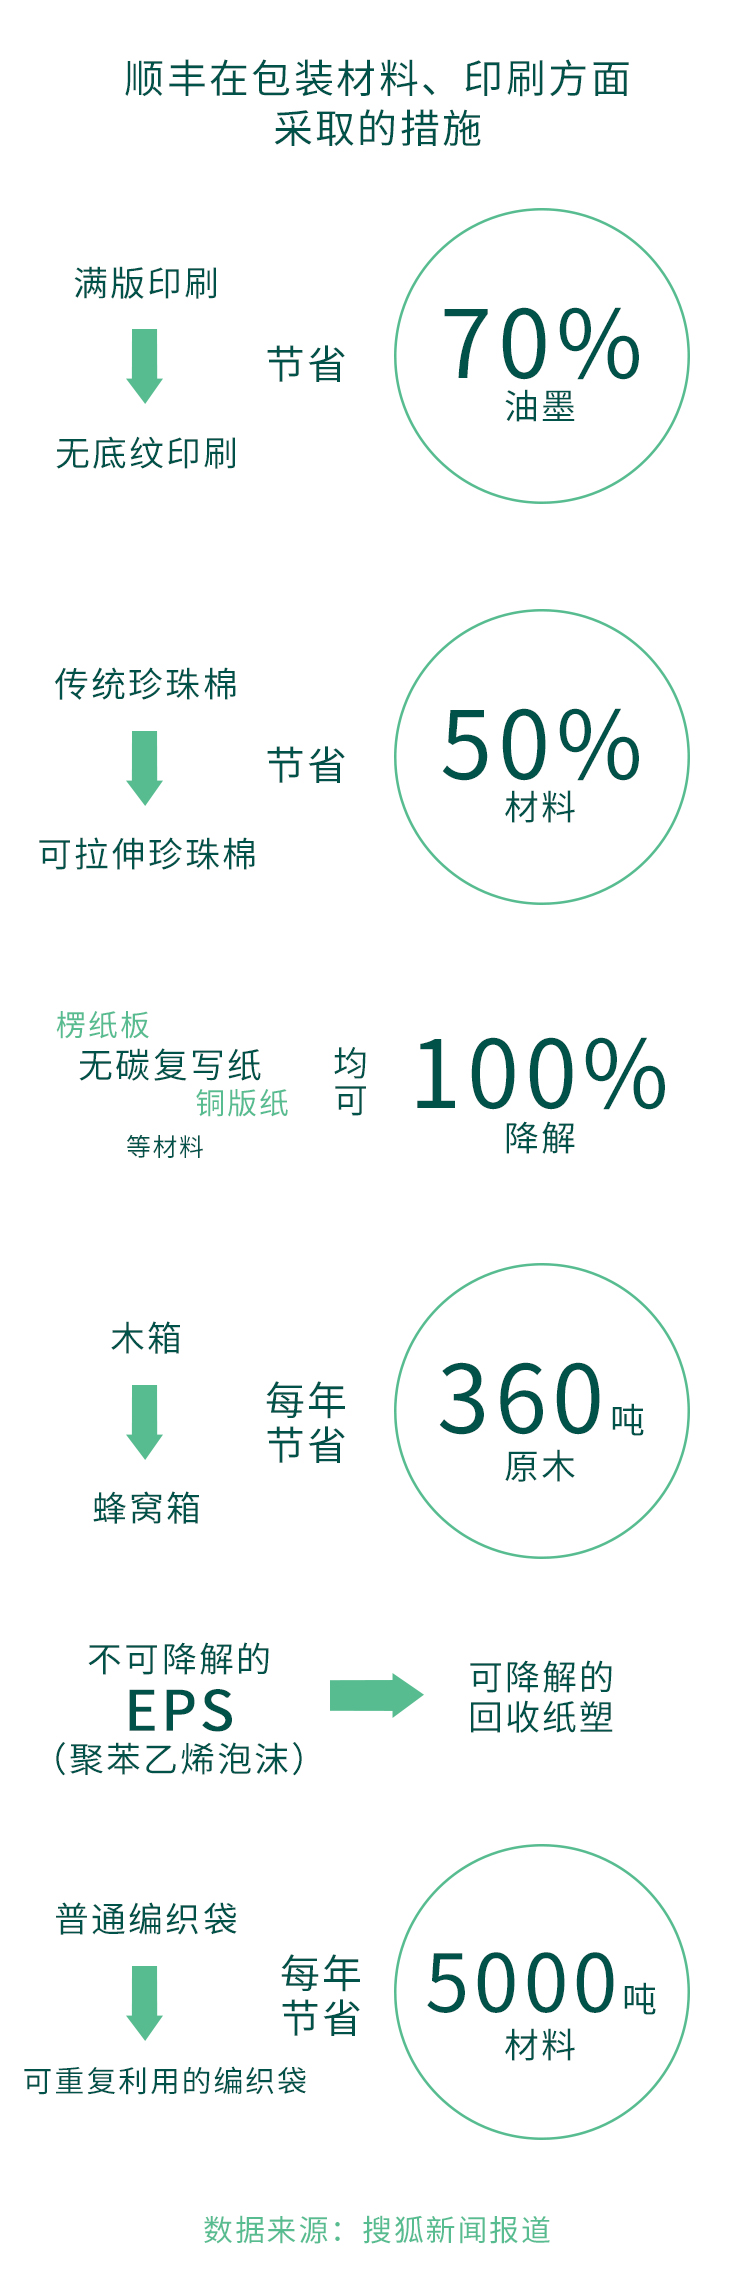 顺丰在包装材料、印刷方面
采取的措施
满版印刷
无底纹印刷
节省
70%
油墨
传统珍珠棉
可拉伸珍珠棉
节省
50%
材料
楞纸板
无碳复写纸
铜版纸
等材料
均
可
100%
降解
木箱
蜂窝箱
每年
节省
360吨
原木
不可降解的
EPS
（聚苯乙烯泡沫）
可降解的
回收纸塑
普通编织袋
可重复利用的编织袋
每年
节省
5000吨
材料
数据来源：搜狐新闻报道